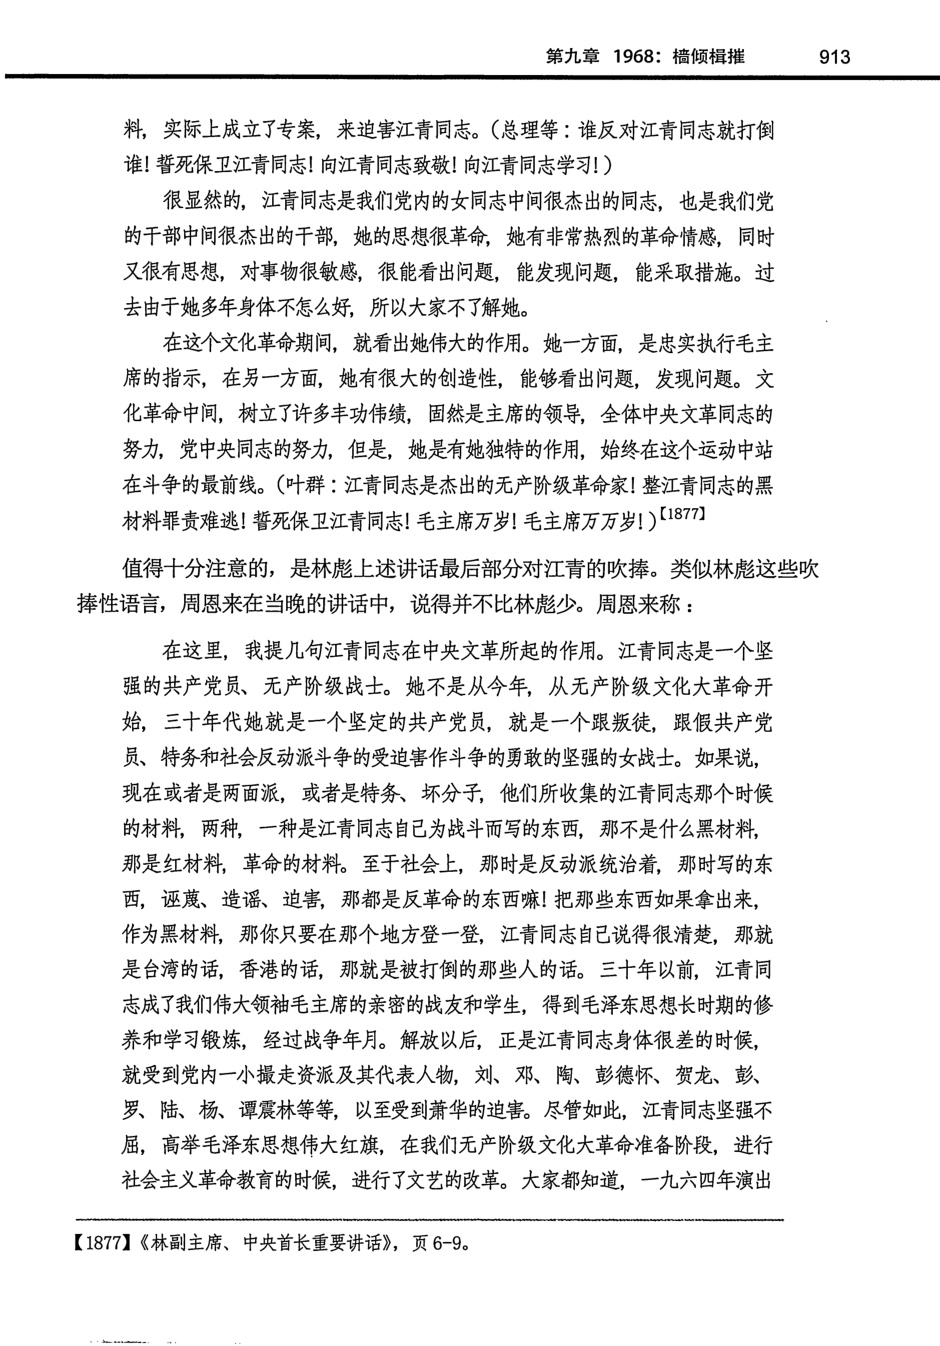 第九章 1968：樯倾楫摧 913
料，实际上成立了专案，来迫害江青同志。（总理等：谁反对江青同志就打倒
谁！誓死保卫江青同志！向江青同志致敬！向江青同志学习！）
很显然的，江青同志是我们党内的女同志中间很杰出的同志，也是我们党
的干部中间很杰出的干部，她的思想很革命，她有非常热烈的革命情感，同时
又很有思想，对事物很敏感，很能看出问题，能发现问题，能采取措施。过
去由于她多年身体不怎么好，所以大家不了解她。
在这个文化革命期间，就看出她伟大的作用。她一方面，是忠实执行毛主
席的指示，在另一方面，她有很大的创造性，能够看出问题，发现问题。文
化革命中间，树立了许多丰功伟绩，固然是主席的领导，全体中央文革同志的
努力，党中央同志的努力，但是，她是有她独特的作用，始终在这个运动中站
在斗争的最前线。（叶群：江青同志是杰出的无产阶级革命家！整江青同志的黑
材料罪责难逃！誓死保卫江青同志！毛主席万岁！毛主席万万岁！）【1877】
值得十分注意的，是林彪上述讲话最后部分对江青的吹捧。类似林彪这些吹
捧性语言，周恩来在当晚的讲话中，说得并不比林彪少。周恩来称：
在这里，我提几句江青同志在中央文革所起的作用。江青同志是一个坚
强的共产党员、无产阶级战士。她不是从今年，从无产阶级文化大革命开
始，三十年代她就是一个坚定的共产党员，就是一个跟叛徒，跟假共产党
员、特务和社会反动派斗争的受迫害作斗争的勇敢的坚强的女战士。如果说，
现在或者是两面派，或者是特务、坏分子，他们所收集的江青同志那个时候
的材料，两种，一种是江青同志自己为战斗而写的东西，那不是什么黑材料，
那是红材料，革命的材料。至于社会上，那时是反动派统治着，那时写的东
西，诬蔑、造谣、迫害，那都是反革命的东西嘛！把那些东西如果拿出来，
作为黑材料，那你只要在那个地方登一登，江青同志自己说得很清楚，那就
是台湾的话，香港的话，那就是被打倒的那些人的话。三十年以前，江青同
志成了我们伟大领袖毛主席的亲密的战友和学生，得到毛泽东思想长时期的修
养和学习锻炼，经过战争年月。解放以后，正是江青同志身体很差的时候，
就受到党内一小撮走资派及其代表人物，刘、邓、陶、彭德怀、贺龙、彭、
罗、陆、杨、谭震林等等，以至受到萧华的迫害。尽管如此，江青同志坚强不
屈，高举毛泽东思想伟大红旗，在我们无产阶级文化大革命准备阶段，进行
社会主义革命教育的时候，进行了文艺的改革。大家都知道，一九六四年演出
【1877】《林副主席、中央首长重要讲话》，页 6-9。